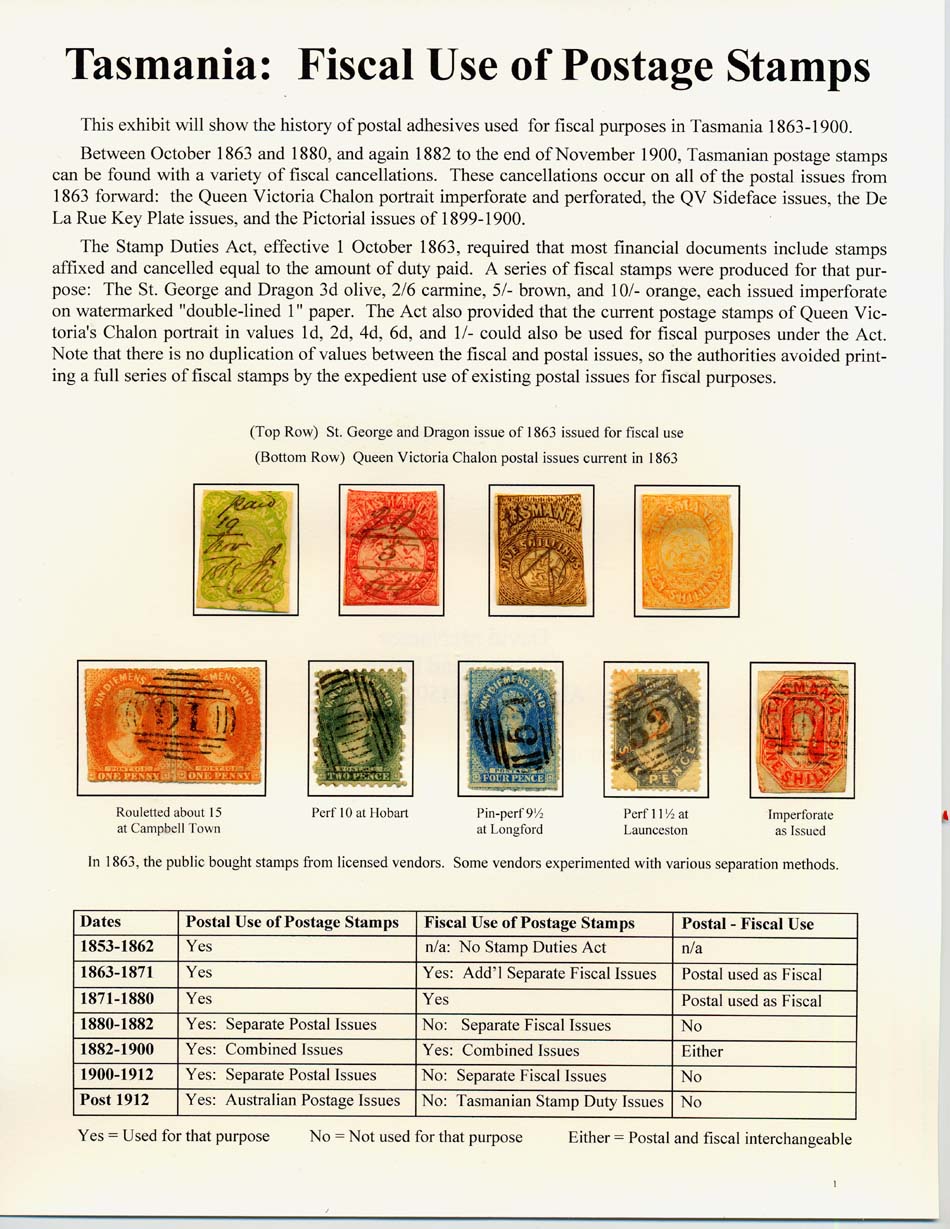 Tasmania: Fiscal Use of Postage Stamps
This exhibit will show the history of postal adhesives used for fiscal purposes in Tasmania 1863-1900.
Between October 1863 and 1880, and again 1882 to the end of November 1900, Tasmanian postage stamps
can be found with a variety of fiscal cancellations. These cancellations occur on all of the postal issues from
1863 forward: the Queen Victoria Chalon portrait imperforate and perforated, the QV Sideface issues, the De
La Rue Key Plate issues, and the Pictorial issues of 1899-1900.
The Stamp Duties Act, effective 1 October 1863, required that most financial documents include stamps
affixed and cancelled equal to the amount of duty paid. A series of fiscal stamps were produced for that pur-
pose: The St. George and Dragon 3d olive, 2/6 carmine, 5/- brown, and 10/- orange, each issued imperforate
on watermarked "double-lined 1" paper. The Act also provided that the current postage stamps of Queen Vic-
toria's Chalon portrait in values 1d, 2d, 4d, 6d, and 1/- could also be used for fiscal purposes under the Act.
Note that there is no duplication of values between the fiscal and postal issues, so the authorities avoided print-
ing a full series of fiscal stamps by the expedient use of existing postal issues for fiscal purposes.
(Top Row) St. George and Dragon issue of 1863 issued for fiscal use
(Bottom Row) Queen Victoria Chalon postal issues current in 1863
TASMANIA
TASMANIA
FIVE SHILLINGS
TASMANIA
SHILLINGS
VAN DIEMENS
POSTAGE POSTAGE
ONE PENNY ONE PENNY
TWO PENCE
VAN DIEMENS LAND
POSTAGE
FOUR PENCE
PENCE
Rouletted about 15
at Campbell Town
Perf 10 at Hobart
Pin-perf 9½
at Longford
Perf 11½ at
Launceston
Imperforate
as Issued
In 1863, the public bought stamps from licensed vendors. Some vendors experimented with various separation methods.
Dates Postal Use of Postage Stamps Fiscal Use of Postage Stamps Postal - Fiscal Use
1853-1862 Yes n/a: No Stamp Duties Act n/a
1863-1871 Yes Yes: Add'l Separate Fiscal Issues Postal used as Fiscal
1871-1880 Yes Yes Postal used as Fiscal
1880-1882 Yes: Separate Postal Issues No: Separate Fiscal Issues No
1882-1900 Yes: Combined Issues Yes: Combined Issues Either
1900-1912 Yes: Separate Postal Issues No: Separate Fiscal Issues No
Post 1912 Yes: Australian Postage Issues No: Tasmanian Stamp Duty Issues No
Yes = Used for that purpose No = Not used for that purpose Either = Postal and fiscal interchangeable
1